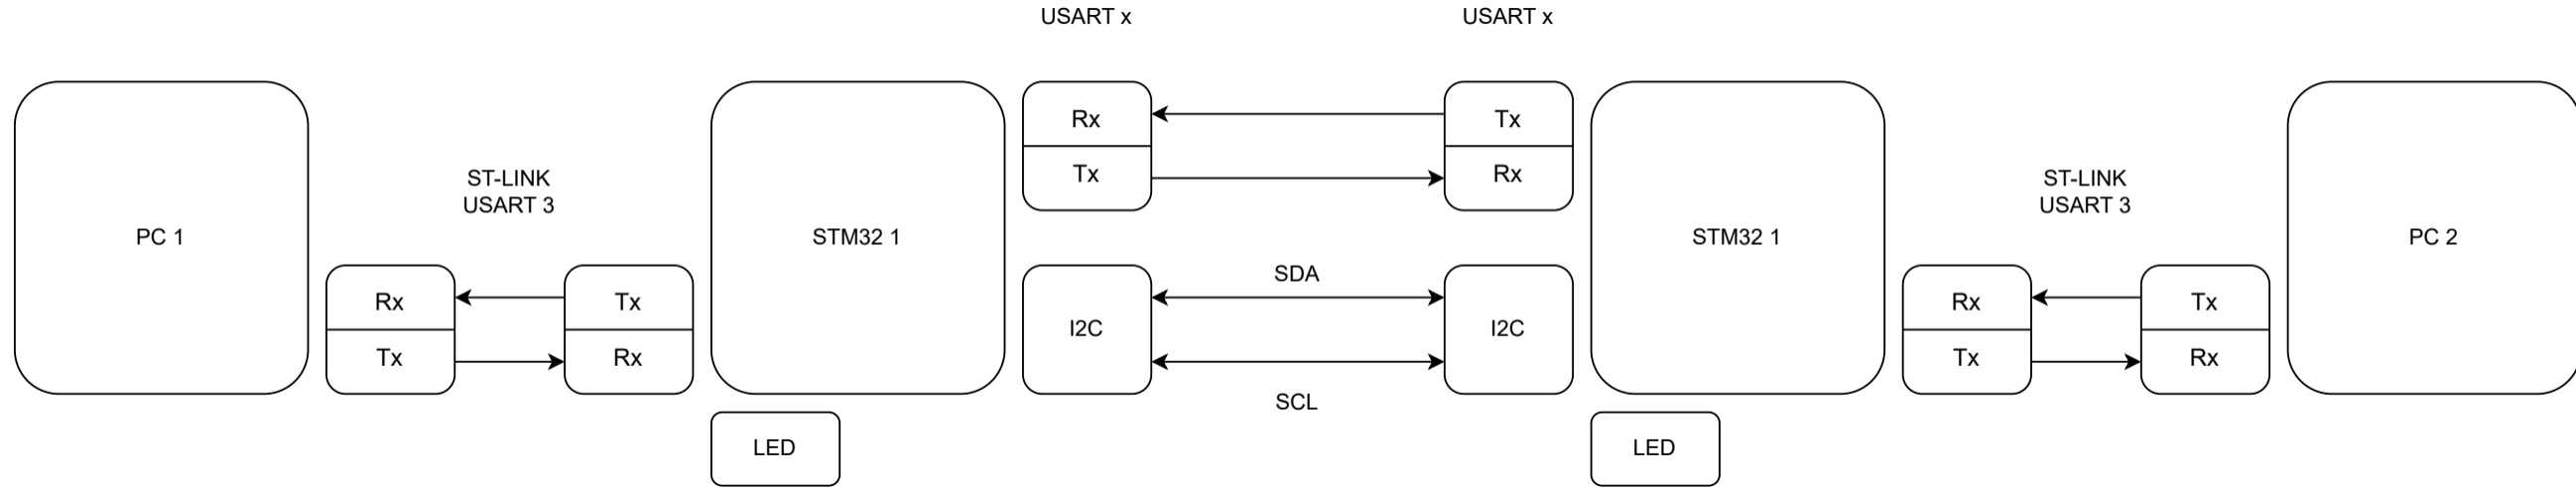 USART x
USART x
Rx
Tx
Tx
Rx
ST-LINK
USART 3
ST-LINK
USART 3
PC 1
STM32 1
STM32 1
PC 2
SDA
Rx
Tx
Tx
Rx
I2C
I2C
Rx
Tx
Tx
Rx
SCL
LED
LED